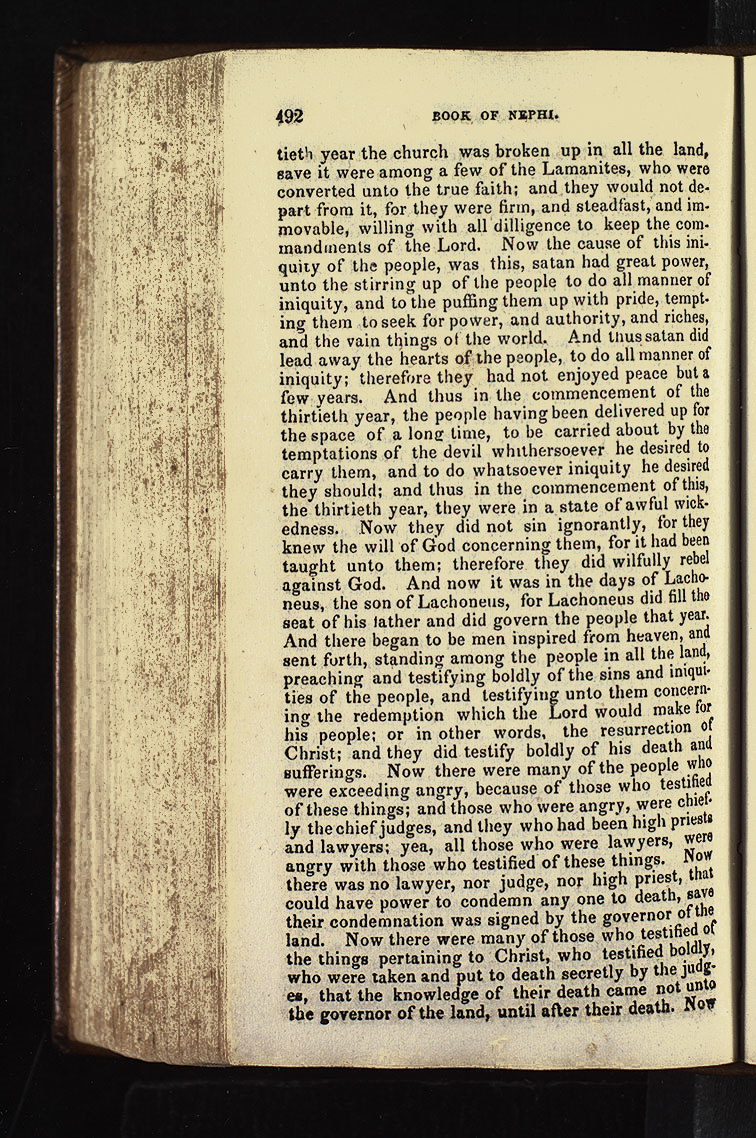 492 BOOK OF NEPHI.
tieth year the church was broken up in all the land,
save it were among a few of the Lamanites, who were
converted unto the true faith; and they would not de-
part from it, for they were firm, and steadfast, and im-
movable, willing with all dilligence to keep the com-
mandments of the Lord. Now the cause of this ini-
quity of the people, was this, satan had great power,
unto the stirring up of the people to do all manner of
iniquity, and to the puffing them up with pride, tempt-
ing them to seek for power, and authority, and riches,
and the vain things of the world. And thus satan did
lead away the hearts of the people, to do all manner of
iniquity; therefore they had not enjoyed peace but a
few years. And thus in the commencement of the
thirtieth year, the people having been delivered up for
the space of a long time, to be carried about by the
temptations of the devil whithersoever he desired to
carry them, and to do whatsoever iniquity he desired
they should; and thus in the commencement of this,
the thirtieth year, they were in a state of awful wick-
edness. Now they did not sin ignorantly, for they
knew the will of God concerning them, for it had been
taught unto them; therefore they did wilfully rebel
against God. And now it was in the days of Lacho-
neus, the son of Lachoneus, for Lachoneus did fill the
seat of his father and did govern the people that year.
And there began to be men inspired from heaven, and
sent forth, standing among the people in all the land,
preaching and testifying boldly of the sins and iniqui-
ties of the people, and testifying unto them concern-
ing the redemption which the Lord would make for
his people; or in other words, the resurrection of
Christ; and they did testify boldly of his death and
sufferings. Now there were many of the people who
were exceeding angry, because of those who testified
of these things; and those who were angry, were chief-
ly the chief judges, and they who had been high priests
and lawyers; yea, all those who were lawyers, were
angry with those who testified of these things. Now
there was no lawyer, nor judge, nor high priest, that
could have power to condemn any one to death, save
their condemnation was signed by the governor of the
land. Now there were many of those who testified of
the things pertaining to Christ, who testified boldly,
who were taken and put to death secretly by the judg-
es, that the knowledge of their death came not unto
the governor of the land, until after their death. Now